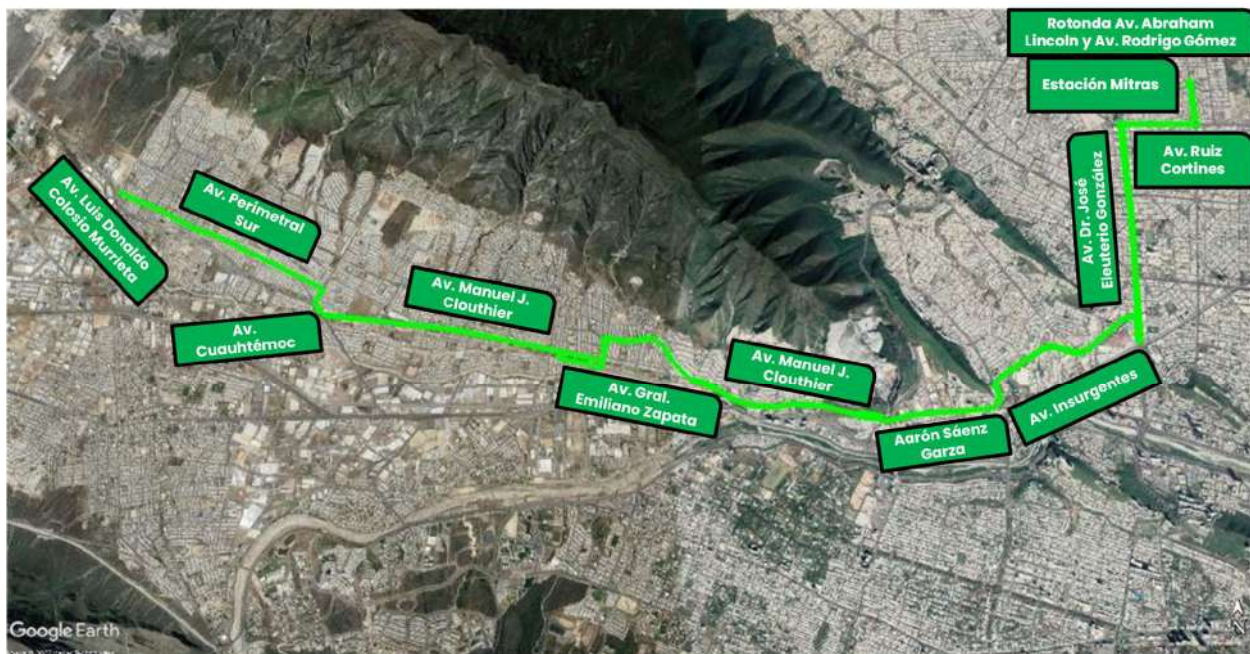 Rotonda Av. Abraham
Lincoln y Av. Rodrigo Gómez
Estación Mitras
Av. Ruiz
Cortines
Av. Dr. José
Eleuterio González
Av. Luis Donaldo
Colosio Murrieta
Av. Perimetral
Sur
Av. Manuel J.
Clouthier
Av.
Cuauhtémoc
Av. Manuel J.
Clouthier
Av. Gral.
Emiliano Zapata
Av. Insurgentes
Aarón Sáenz
Garza
Google Earth
N